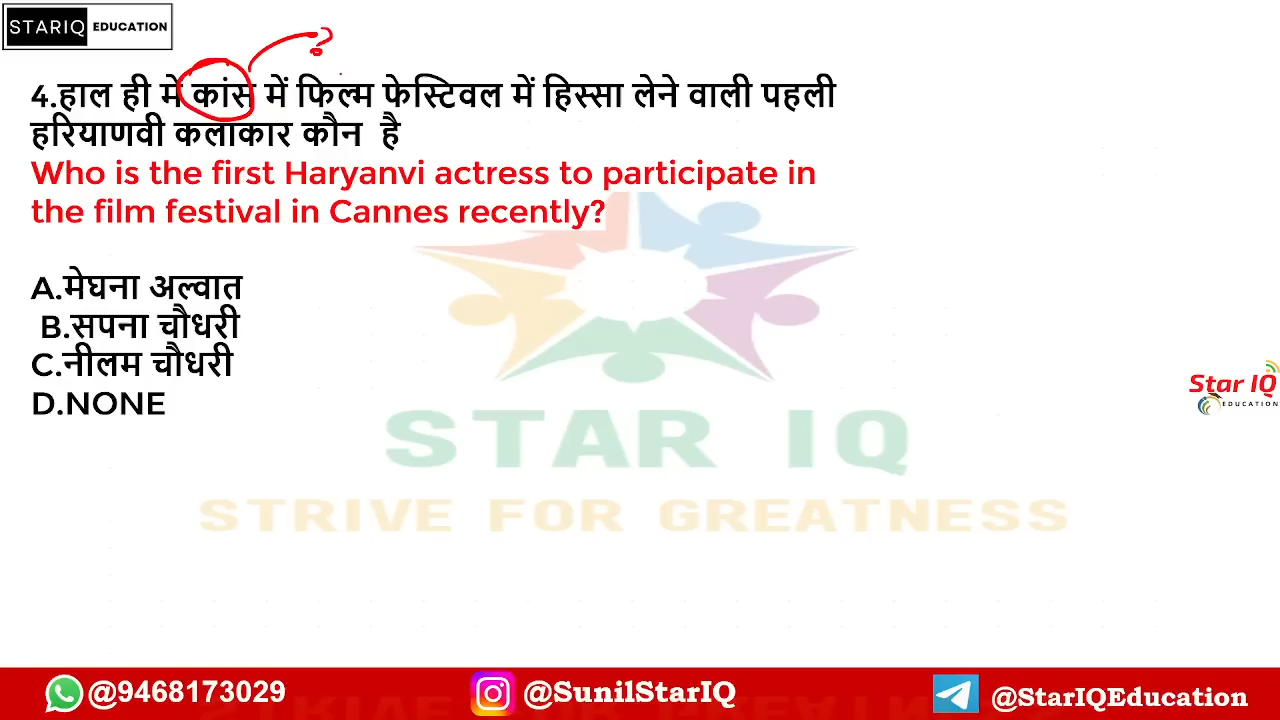 STARIQ EDUCATION
?
4.हाल ही मे कांस में फिल्म फेस्टिवल में हिस्सा लेने वाली पहली
हरियाणवी कलाकार कौन है
Who is the first Haryanvi actress to participate in
the film festival in Cannes recently?
A.मेघना अल्वात
B.सपना चौधरी
C.नीलम चौधरी
D.NONE
Star IQ
EDUCATION
STAR IQ
STRIVE FOR GREATNESS
@9468173029 @SunilStarIQ @StarIQEducation